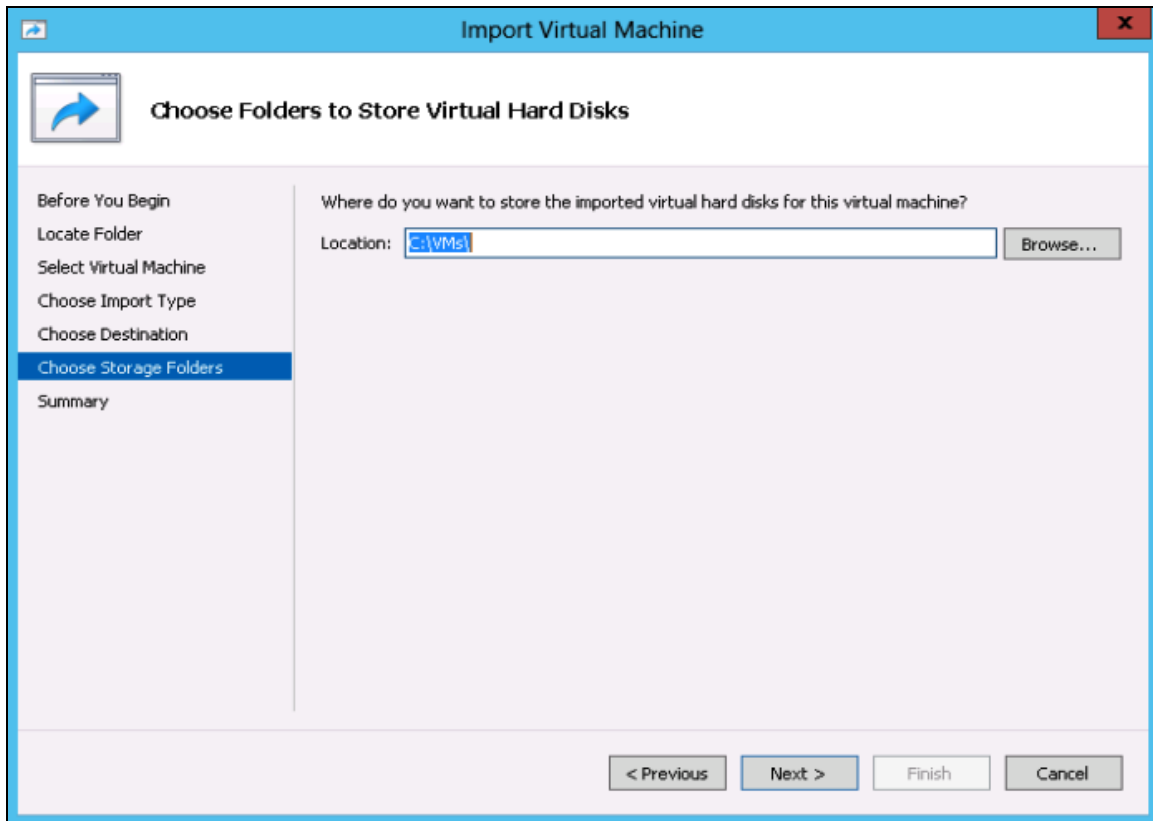 Import Virtual Machine
x
Choose Folders to Store Virtual Hard Disks
Before You Begin
Locate Folder
Select Virtual Machine
Choose Import Type
Choose Destination
Choose Storage Folders
Summary
Where do you want to store the imported virtual hard disks for this virtual machine?
Location: C:\VMs\ Browse...
< Previous Next > Finish Cancel